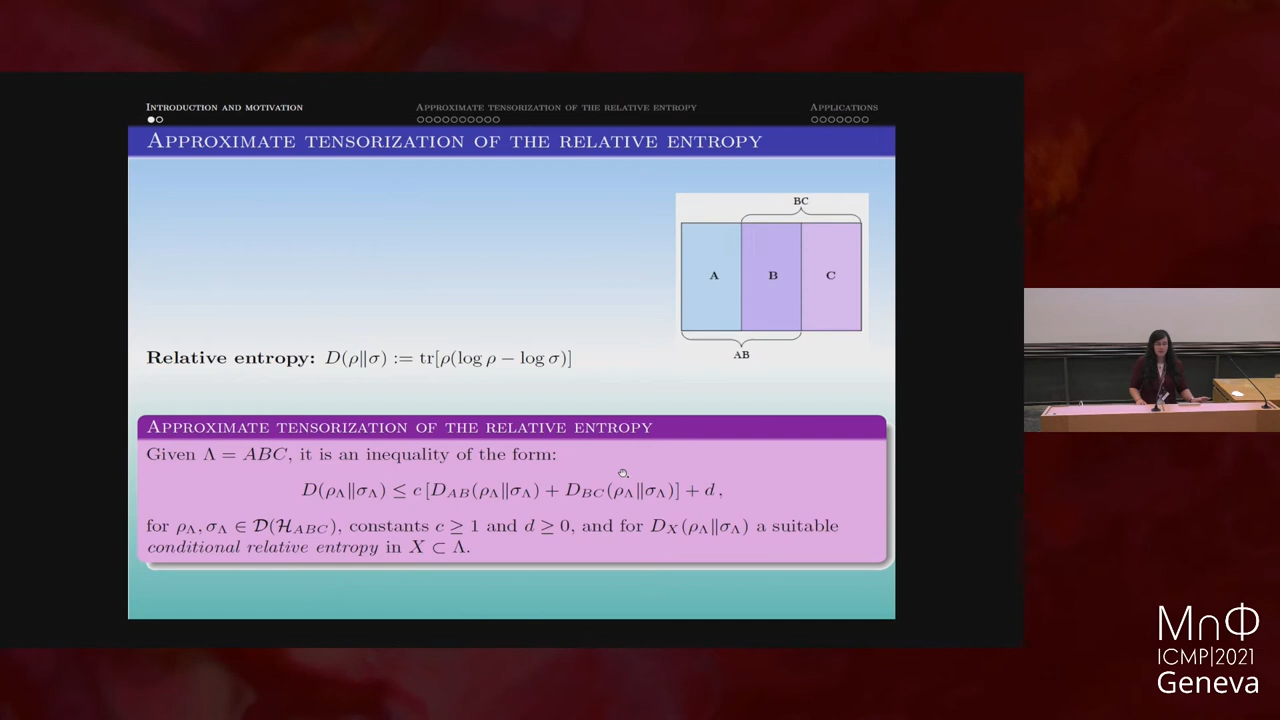 INTRODUCTION AND MOTIVATION
APPROXIMATE TENSORIZATION OF THE RELATIVE ENTROPY
APPLICATIONS
APPROXIMATE TENSORIZATION OF THE RELATIVE ENTROPY
BC
A B C
AB
Relative entropy: D(ρ‖σ) := tr[ρ(log ρ − log σ)]
APPROXIMATE TENSORIZATION OF THE RELATIVE ENTROPY
Given Λ = ABC, it is an inequality of the form:
D(ρ_Λ‖σ_Λ) ≤ c [D_AB(ρ_Λ‖σ_Λ) + D_BC(ρ_Λ‖σ_Λ)] + d ,
for ρ_Λ, σ_Λ ∈ 𝒟(ℋ_ABC), constants c ≥ 1 and d ≥ 0, and for D_X(ρ_Λ‖σ_Λ) a suitable
conditional relative entropy in X ⊂ Λ.
M∩Φ
ICMP|2021
Geneva